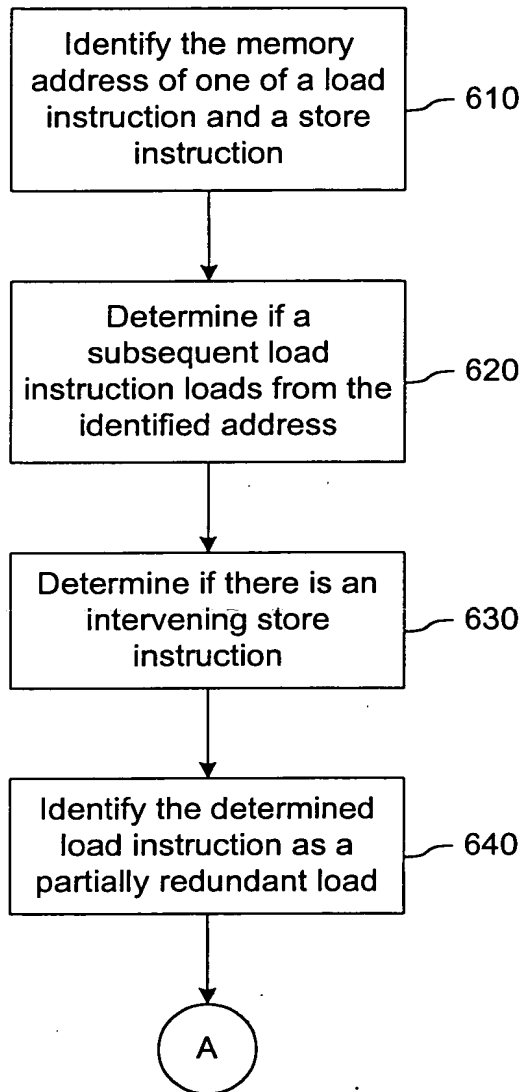 Identify the memory
address of one of a load
instruction and a store
instruction
610
Determine if a
subsequent load
instruction loads from the
identified address
620
Determine if there is an
intervening store
instruction
630
Identify the determined
load instruction as a
partially redundant load
640
A